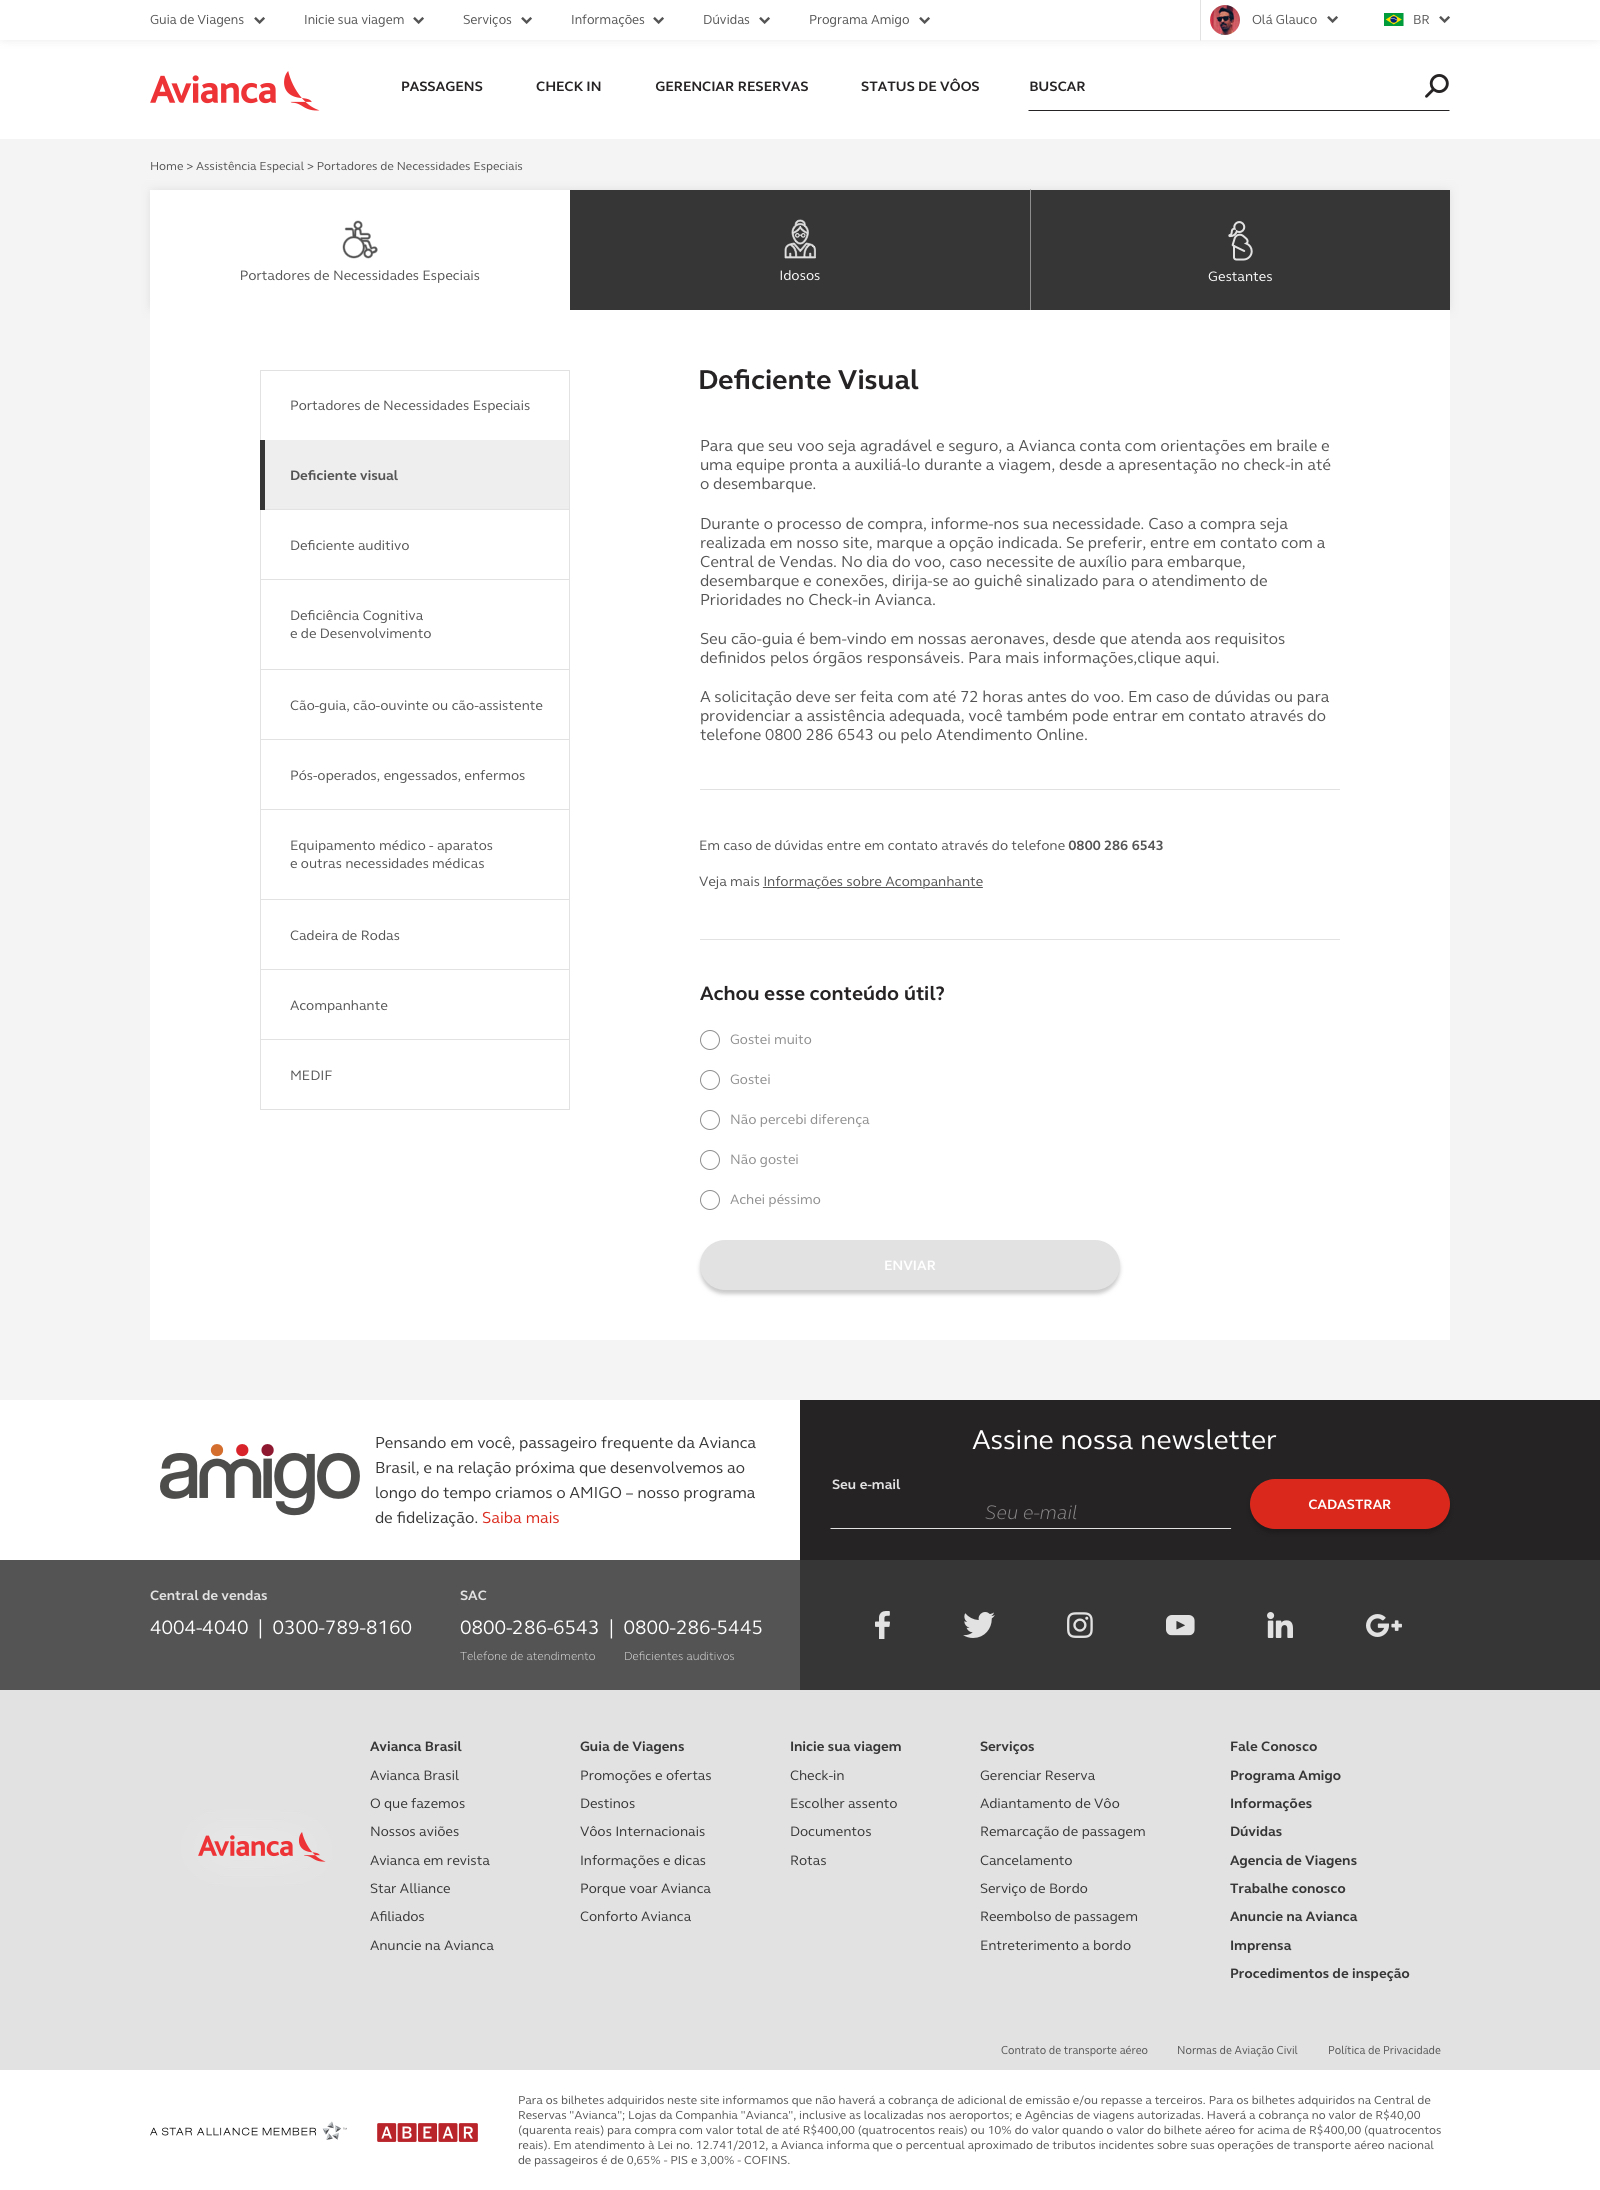 Guia de Viagens
Inicie sua viagem
Serviços
Informações
Dúvidas
Programa Amigo
Olá Glauco
BR
Avianca
PASSAGENS
CHECK IN
GERENCIAR RESERVAS
STATUS DE VÔOS
BUSCAR
Home > Assistência Especial > Portadores de Necessidades Especiais
Portadores de Necessidades Especiais
Idosos
Gestantes
Portadores de Necessidades Especiais
Deficiente visual
Deficiente auditivo
Deficiência Cognitiva
e de Desenvolvimento
Cão-guia, cão-ouvinte ou cão-assistente
Pós-operados, engessados, enfermos
Equipamento médico - aparatos
e outras necessidades médicas
Cadeira de Rodas
Acompanhante
MEDIF
Deficiente Visual
Para que seu voo seja agradável e seguro, a Avianca conta com orientações em braile e
uma equipe pronta a auxiliá-lo durante a viagem, desde a apresentação no check-in até
o desembarque.
Durante o processo de compra, informe-nos sua necessidade. Caso a compra seja
realizada em nosso site, marque a opção indicada. Se preferir, entre em contato com a
Central de Vendas. No dia do voo, caso necessite de auxílio para embarque,
desembarque e conexões, dirija-se ao guichê sinalizado para o atendimento de
Prioridades no Check-in Avianca.
Seu cão-guia é bem-vindo em nossas aeronaves, desde que atenda aos requisitos
definidos pelos órgãos responsáveis. Para mais informações,clique aqui.
A solicitação deve ser feita com até 72 horas antes do voo. Em caso de dúvidas ou para
providenciar a assistência adequada, você também pode entrar em contato através do
telefone 0800 286 6543 ou pelo Atendimento Online.
Em caso de dúvidas entre em contato através do telefone 0800 286 6543
Veja mais Informações sobre Acompanhante
Achou esse conteúdo útil?
Gostei muito
Gostei
Não percebi diferença
Não gostei
Achei péssimo
ENVIAR
amigo
Pensando em você, passageiro frequente da Avianca
Brasil, e na relação próxima que desenvolvemos ao
longo do tempo criamos o AMIGO – nosso programa
de fidelização. Saiba mais
Assine nossa newsletter
Seu e-mail
Seu e-mail
CADASTRAR
Central de vendas
4004-4040 | 0300-789-8160
SAC
0800-286-6543 | 0800-286-5445
Telefone de atendimento
Deficientes auditivos
Avianca
Avianca Brasil
Avianca Brasil
O que fazemos
Nossos aviões
Avianca em revista
Star Alliance
Afiliados
Anuncie na Avianca
Guia de Viagens
Promoções e ofertas
Destinos
Vôos Internacionais
Informações e dicas
Porque voar Avianca
Conforto Avianca
Inicie sua viagem
Check-in
Escolher assento
Documentos
Rotas
Serviços
Gerenciar Reserva
Adiantamento de Vôo
Remarcação de passagem
Cancelamento
Serviço de Bordo
Reembolso de passagem
Entreterimento a bordo
Fale Conosco
Programa Amigo
Informações
Dúvidas
Agencia de Viagens
Trabalhe conosco
Anuncie na Avianca
Imprensa
Procedimentos de inspeção
Contrato de transporte aéreo
Normas de Aviação Civil
Política de Privacidade
A STAR ALLIANCE MEMBER
ABEAR
Para os bilhetes adquiridos neste site informamos que não haverá a cobrança de adicional de emissão e/ou repasse a terceiros. Para os bilhetes adquiridos na Central de
Reservas "Avianca"; Lojas da Companhia "Avianca", inclusive as localizadas nos aeroportos; e Agências de viagens autorizadas. Haverá a cobrança no valor de R$40,00
(quarenta reais) para compra com valor total de até R$400,00 (quatrocentos reais) ou 10% do valor quando o valor do bilhete aéreo for acima de R$400,00 (quatrocentos
reais). Em atendimento à Lei no. 12.741/2012, a Avianca informa que o percentual aproximado de tributos incidentes sobre suas operações de transporte aéreo nacional
de passageiros é de 0,65% - PIS e 3,00% - COFINS.